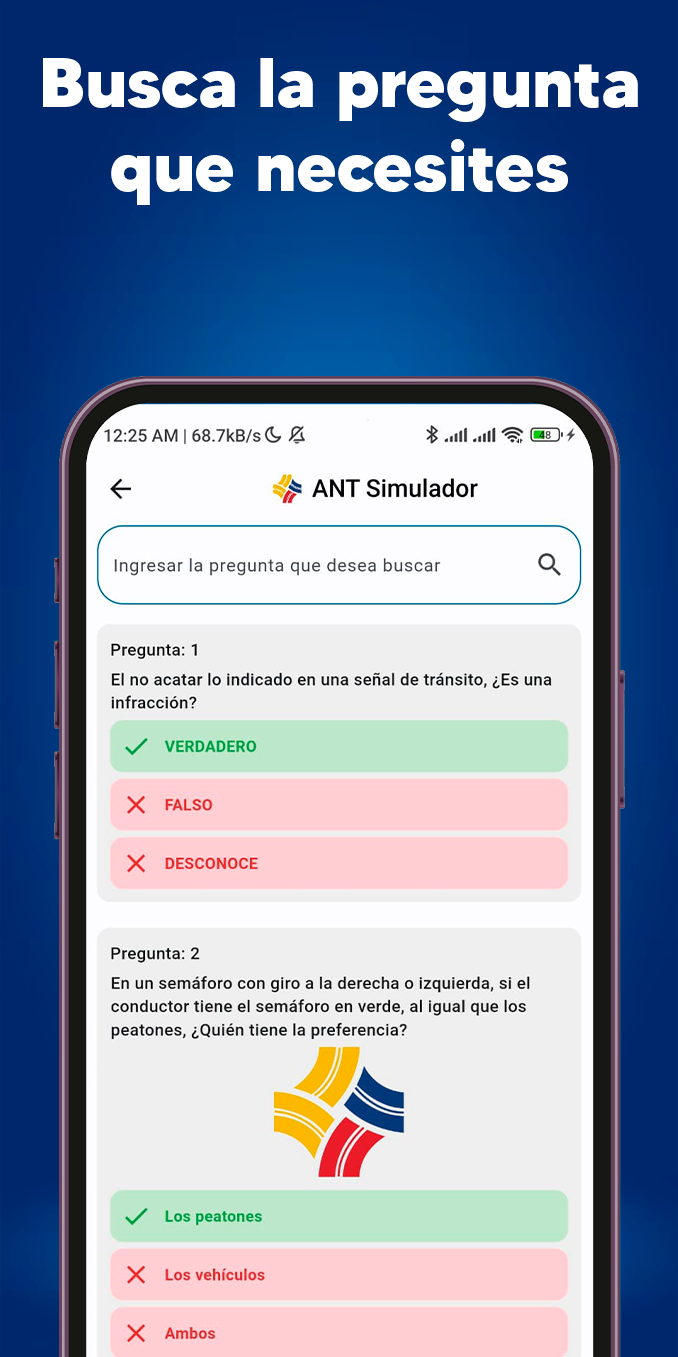 Busca la pregunta
que necesites
12:25 AM | 68.7kB/s
48
ANT Simulador
Ingresar la pregunta que desea buscar
Pregunta: 1
El no acatar lo indicado en una señal de tránsito, ¿Es una
infracción?
VERDADERO
FALSO
DESCONOCE
Pregunta: 2
En un semáforo con giro a la derecha o izquierda, si el
conductor tiene el semáforo en verde, al igual que los
peatones, ¿Quién tiene la preferencia?
Los peatones
Los vehículos
Ambos